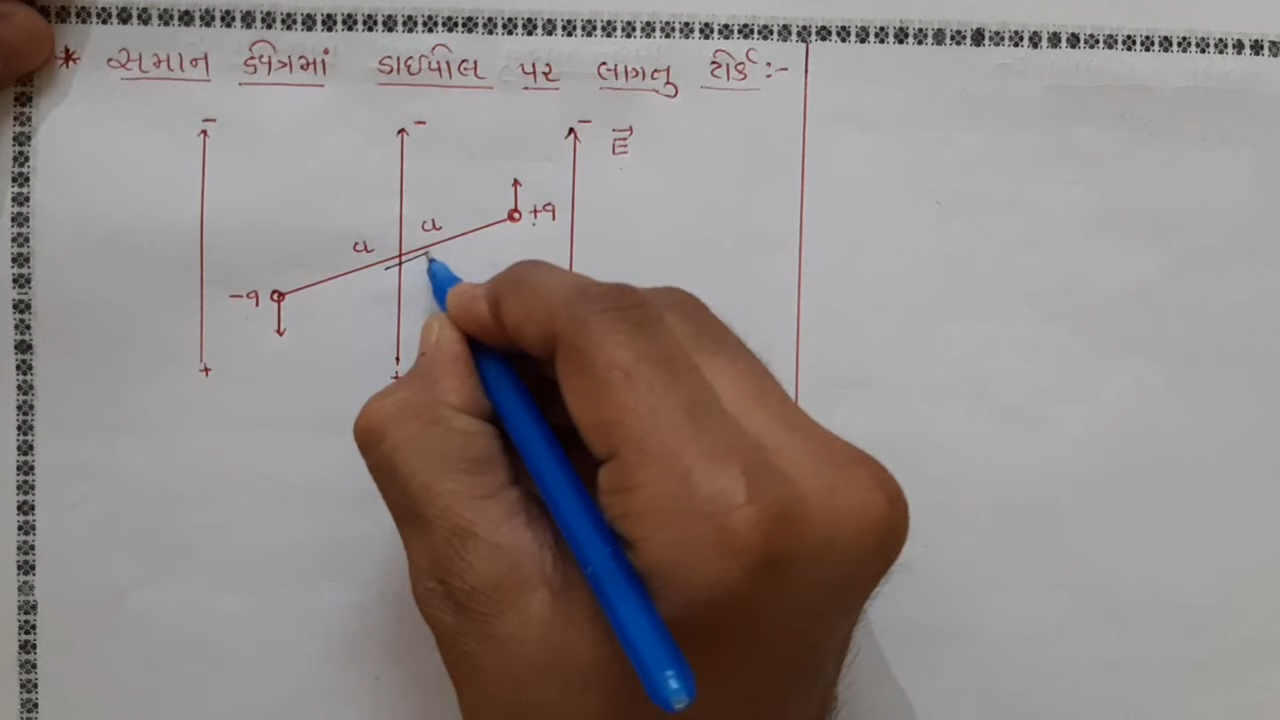 * સમાન ક્ષેત્રમાં ડાઇપોલ પર લાગતુ ટોર્ક :-
- - - E⃗
a a +q
-q
+ +